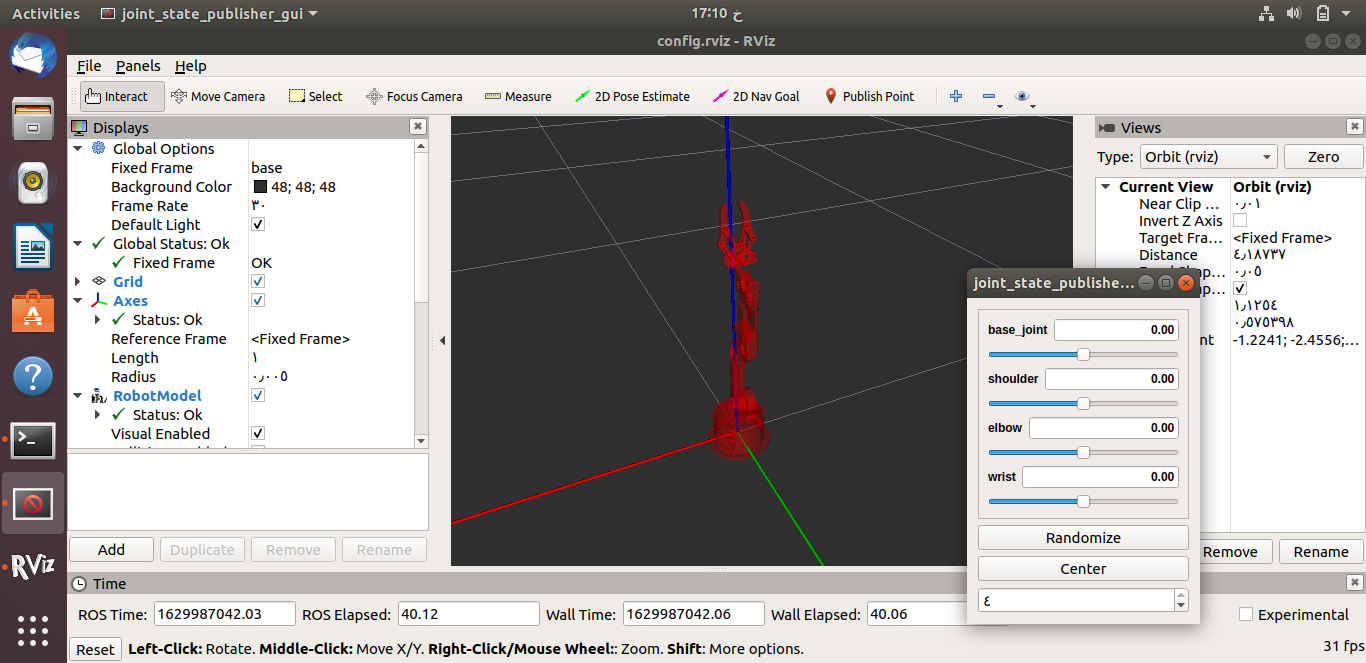 Activities joint_state_publisher_gui 17:10 خ
config.rviz - RViz
File Panels Help
Interact Move Camera Select Focus Camera Measure 2D Pose Estimate 2D Nav Goal Publish Point
Displays
Global Options
Fixed Frame base
Background Color 48; 48; 48
Frame Rate ٣٠
Default Light
Global Status: Ok
Fixed Frame OK
Grid
Axes
Status: Ok
Reference Frame <Fixed Frame>
Length ١
Radius ٠٫٠٠٥
RobotModel
Status: Ok
Visual Enabled
Add Duplicate Remove Rename
Views
Type: Orbit (rviz) Zero
Current View Orbit (rviz)
Near Clip ... ٠٫٠١
Invert Z Axis
Target Fra... <Fixed Frame>
Distance ٤٫١٨٧٣٧
٠٫٠٥
١٫١٢٥٤
٠٫٥٧٥٣٩٨
-1.2241; -2.4556;...
Remove Rename
joint_state_publishe...
base_joint 0.00
shoulder 0.00
elbow 0.00
wrist 0.00
Randomize
Center
٤
Time
ROS Time: 1629987042.03 ROS Elapsed: 40.12 Wall Time: 1629987042.06 Wall Elapsed: 40.06 Experimental
Reset Left-Click: Rotate. Middle-Click: Move X/Y. Right-Click/Mouse Wheel:: Zoom. Shift: More options. 31 fps
RViz